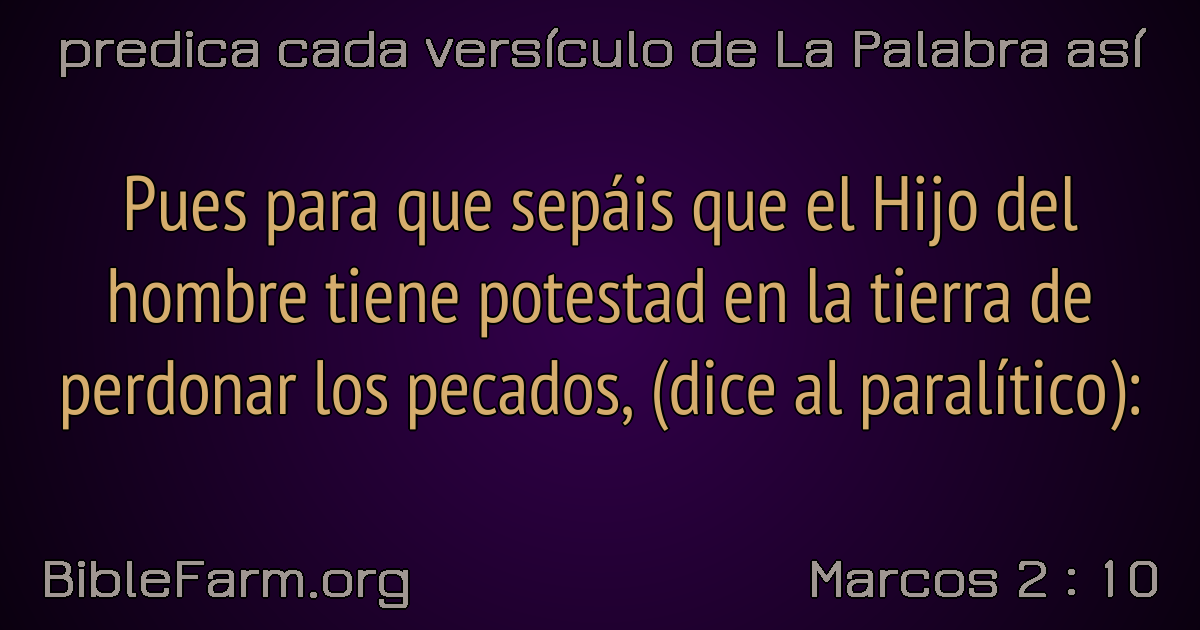 predica cada versículo de La Palabra así
Pues para que sepáis que el Hijo del
hombre tiene potestad en la tierra de
perdonar los pecados, (dice al paralítico):
BibleFarm.org
Marcos 2 : 10